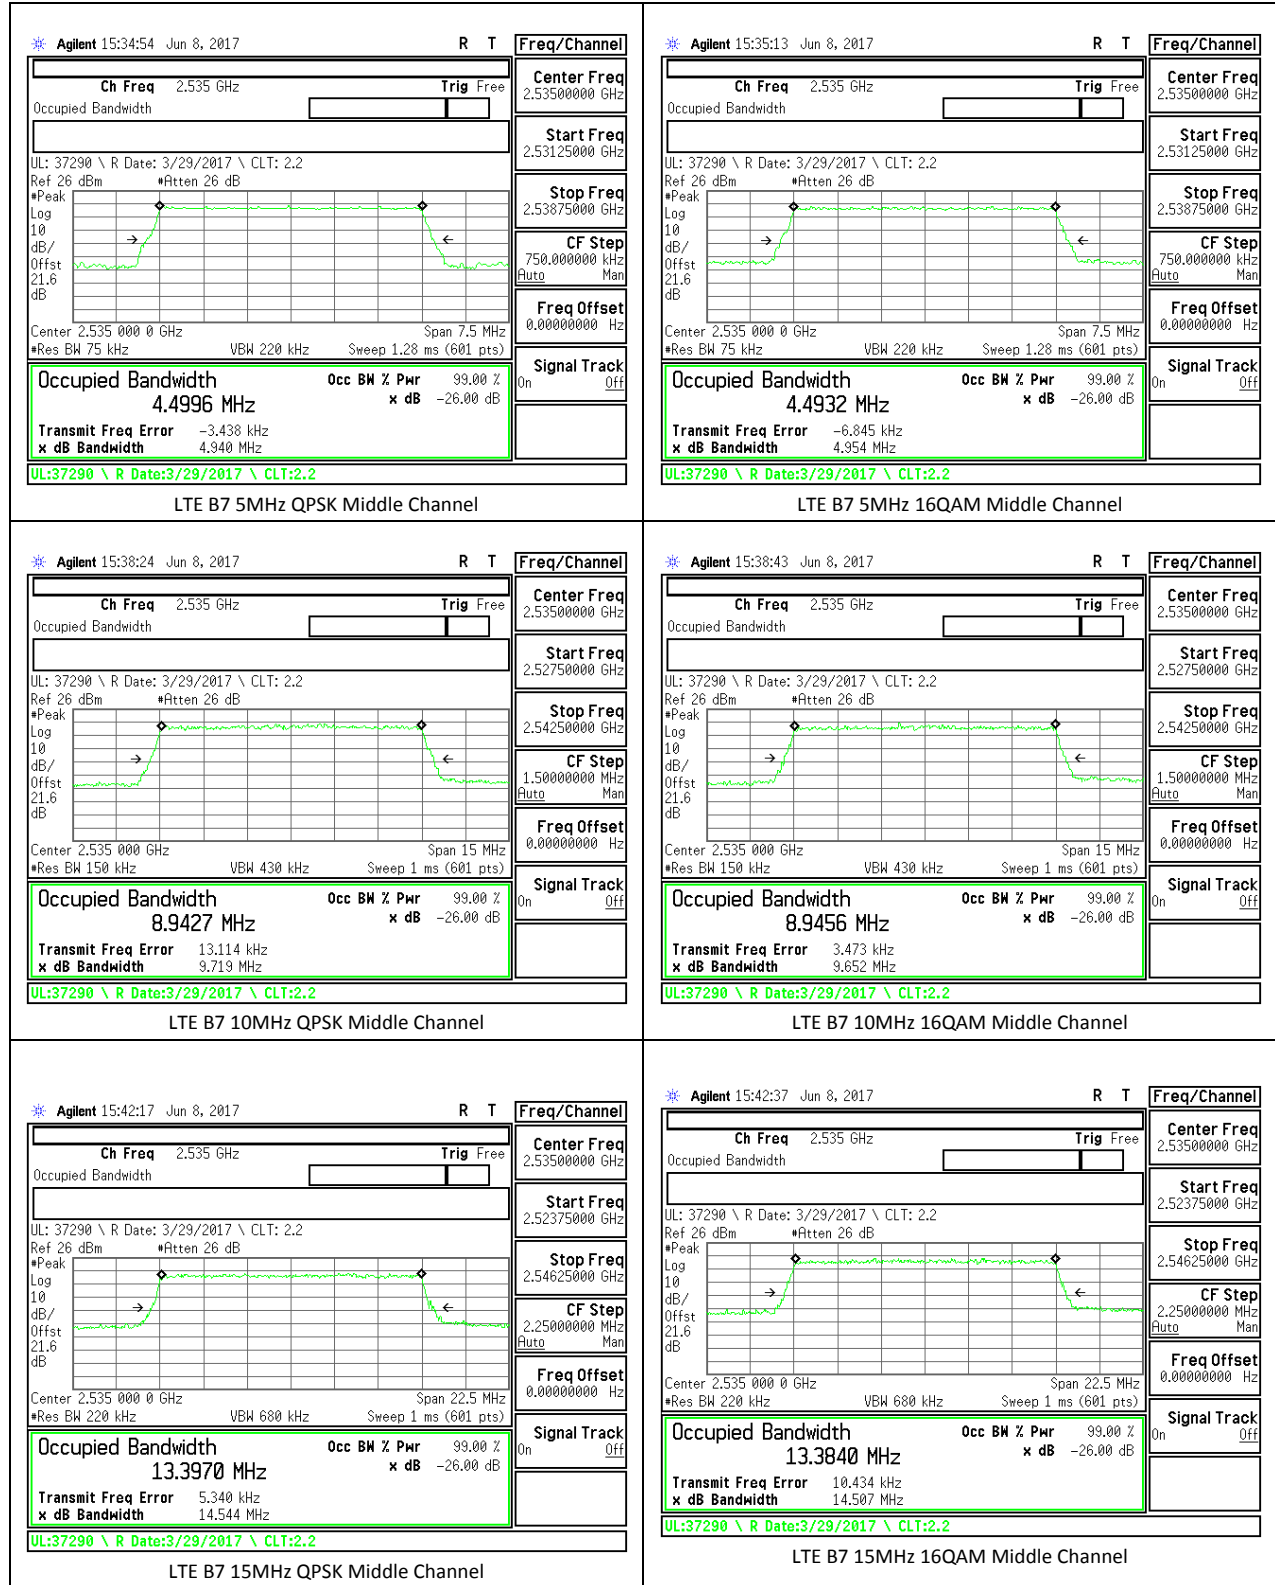 Agilent 15:34:54 Jun 8, 2017 R T Freq/Channel
Ch Freq 2.535 GHz Trig Free
Occupied Bandwidth
Center Freq
2.53500000 GHz
Start Freq
2.53125000 GHz
UL: 37290 \ R Date: 3/29/2017 \ CLT: 2.2
Ref 26 dBm #Atten 26 dB
#Peak
Log
10
dB/
Offst
21.6
dB
Stop Freq
2.53875000 GHz
CF Step
750.000000 kHz
Auto Man
Freq Offset
0.00000000 Hz
Center 2.535 000 0 GHz Span 7.5 MHz
#Res BW 75 kHz VBW 220 kHz Sweep 1.28 ms (601 pts)
Signal Track
On Off
Occupied Bandwidth Occ BW % Pwr 99.00 %
4.4996 MHz x dB -26.00 dB
Transmit Freq Error -3.438 kHz
x dB Bandwidth 4.940 MHz
UL:37290 \ R Date:3/29/2017 \ CLT:2.2
LTE B7 5MHz QPSK Middle Channel
Agilent 15:35:13 Jun 8, 2017 R T Freq/Channel
Ch Freq 2.535 GHz Trig Free
Occupied Bandwidth
Center Freq
2.53500000 GHz
Start Freq
2.53125000 GHz
UL: 37290 \ R Date: 3/29/2017 \ CLT: 2.2
Ref 26 dBm #Atten 26 dB
#Peak
Log
10
dB/
Offst
21.6
dB
Stop Freq
2.53875000 GHz
CF Step
750.000000 kHz
Auto Man
Freq Offset
0.00000000 Hz
Center 2.535 000 0 GHz Span 7.5 MHz
#Res BW 75 kHz VBW 220 kHz Sweep 1.28 ms (601 pts)
Signal Track
On Off
Occupied Bandwidth Occ BW % Pwr 99.00 %
4.4932 MHz x dB -26.00 dB
Transmit Freq Error -6.845 kHz
x dB Bandwidth 4.954 MHz
UL:37290 \ R Date:3/29/2017 \ CLT:2.2
LTE B7 5MHz 16QAM Middle Channel
Agilent 15:38:24 Jun 8, 2017 R T Freq/Channel
Ch Freq 2.535 GHz Trig Free
Occupied Bandwidth
Center Freq
2.53500000 GHz
Start Freq
2.52750000 GHz
UL: 37290 \ R Date: 3/29/2017 \ CLT: 2.2
Ref 26 dBm #Atten 26 dB
#Peak
Log
10
dB/
Offst
21.6
dB
Stop Freq
2.54250000 GHz
CF Step
1.50000000 MHz
Auto Man
Freq Offset
0.00000000 Hz
Center 2.535 000 GHz Span 15 MHz
#Res BW 150 kHz VBW 430 kHz Sweep 1 ms (601 pts)
Signal Track
On Off
Occupied Bandwidth Occ BW % Pwr 99.00 %
8.9427 MHz x dB -26.00 dB
Transmit Freq Error 13.114 kHz
x dB Bandwidth 9.719 MHz
UL:37290 \ R Date:3/29/2017 \ CLT:2.2
LTE B7 10MHz QPSK Middle Channel
Agilent 15:38:43 Jun 8, 2017 R T Freq/Channel
Ch Freq 2.535 GHz Trig Free
Occupied Bandwidth
Center Freq
2.53500000 GHz
Start Freq
2.52750000 GHz
UL: 37290 \ R Date: 3/29/2017 \ CLT: 2.2
Ref 26 dBm #Atten 26 dB
#Peak
Log
10
dB/
Offst
21.6
dB
Stop Freq
2.54250000 GHz
CF Step
1.50000000 MHz
Auto Man
Freq Offset
0.00000000 Hz
Center 2.535 000 GHz Span 15 MHz
#Res BW 150 kHz VBW 430 kHz Sweep 1 ms (601 pts)
Signal Track
On Off
Occupied Bandwidth Occ BW % Pwr 99.00 %
8.9456 MHz x dB -26.00 dB
Transmit Freq Error 3.473 kHz
x dB Bandwidth 9.652 MHz
UL:37290 \ R Date:3/29/2017 \ CLT:2.2
LTE B7 10MHz 16QAM Middle Channel
Agilent 15:42:17 Jun 8, 2017 R T Freq/Channel
Ch Freq 2.535 GHz Trig Free
Occupied Bandwidth
Center Freq
2.53500000 GHz
Start Freq
2.52375000 GHz
UL: 37290 \ R Date: 3/29/2017 \ CLT: 2.2
Ref 26 dBm #Atten 26 dB
#Peak
Log
10
dB/
Offst
21.6
dB
Stop Freq
2.54625000 GHz
CF Step
2.25000000 MHz
Auto Man
Freq Offset
0.00000000 Hz
Center 2.535 000 0 GHz Span 22.5 MHz
#Res BW 220 kHz VBW 680 kHz Sweep 1 ms (601 pts)
Signal Track
On Off
Occupied Bandwidth Occ BW % Pwr 99.00 %
13.3970 MHz x dB -26.00 dB
Transmit Freq Error 5.340 kHz
x dB Bandwidth 14.544 MHz
UL:37290 \ R Date:3/29/2017 \ CLT:2.2
LTE B7 15MHz QPSK Middle Channel
Agilent 15:42:37 Jun 8, 2017 R T Freq/Channel
Ch Freq 2.535 GHz Trig Free
Occupied Bandwidth
Center Freq
2.53500000 GHz
Start Freq
2.52375000 GHz
UL: 37290 \ R Date: 3/29/2017 \ CLT: 2.2
Ref 26 dBm #Atten 26 dB
#Peak
Log
10
dB/
Offst
21.6
dB
Stop Freq
2.54625000 GHz
CF Step
2.25000000 MHz
Auto Man
Freq Offset
0.00000000 Hz
Center 2.535 000 0 GHz Span 22.5 MHz
#Res BW 220 kHz VBW 680 kHz Sweep 1 ms (601 pts)
Signal Track
On Off
Occupied Bandwidth Occ BW % Pwr 99.00 %
13.3840 MHz x dB -26.00 dB
Transmit Freq Error 10.434 kHz
x dB Bandwidth 14.507 MHz
UL:37290 \ R Date:3/29/2017 \ CLT:2.2
LTE B7 15MHz 16QAM Middle Channel